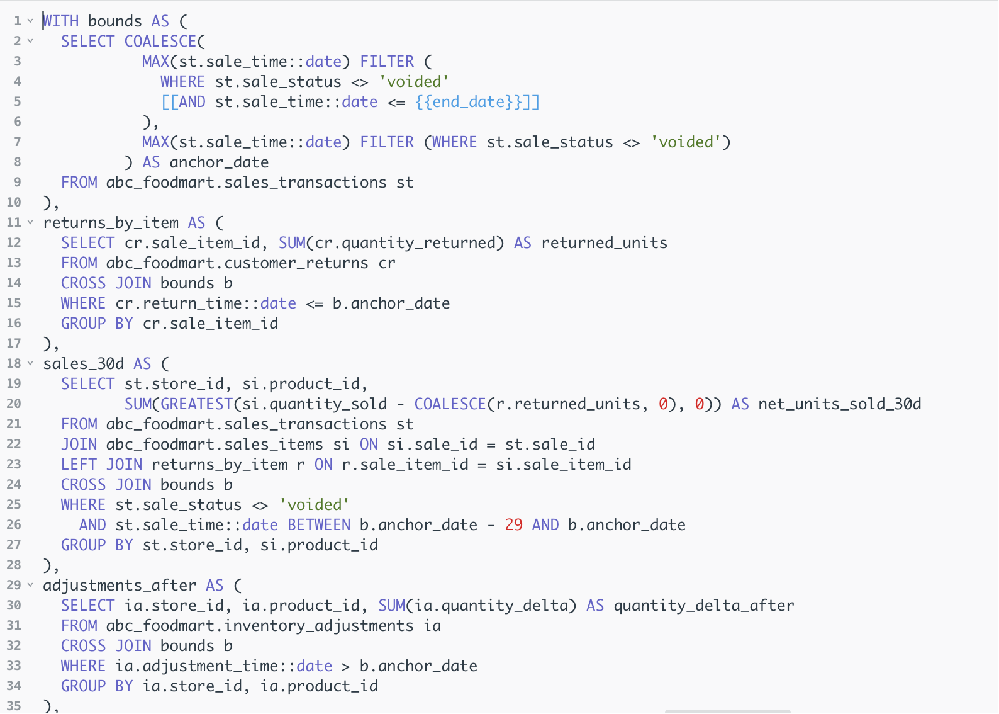 1 WITH bounds AS (
2 SELECT COALESCE(
3 MAX(st.sale_time::date) FILTER (
4 WHERE st.sale_status <> 'voided'
5 [[AND st.sale_time::date <= {{end_date}}]]
6 ),
7 MAX(st.sale_time::date) FILTER (WHERE st.sale_status <> 'voided')
8 ) AS anchor_date
9 FROM abc_foodmart.sales_transactions st
10 ),
11 returns_by_item AS (
12 SELECT cr.sale_item_id, SUM(cr.quantity_returned) AS returned_units
13 FROM abc_foodmart.customer_returns cr
14 CROSS JOIN bounds b
15 WHERE cr.return_time::date <= b.anchor_date
16 GROUP BY cr.sale_item_id
17 ),
18 sales_30d AS (
19 SELECT st.store_id, si.product_id,
20 SUM(GREATEST(si.quantity_sold - COALESCE(r.returned_units, 0), 0)) AS net_units_sold_30d
21 FROM abc_foodmart.sales_transactions st
22 JOIN abc_foodmart.sales_items si ON si.sale_id = st.sale_id
23 LEFT JOIN returns_by_item r ON r.sale_item_id = si.sale_item_id
24 CROSS JOIN bounds b
25 WHERE st.sale_status <> 'voided'
26 AND st.sale_time::date BETWEEN b.anchor_date - 29 AND b.anchor_date
27 GROUP BY st.store_id, si.product_id
28 ),
29 adjustments_after AS (
30 SELECT ia.store_id, ia.product_id, SUM(ia.quantity_delta) AS quantity_delta_after
31 FROM abc_foodmart.inventory_adjustments ia
32 CROSS JOIN bounds b
33 WHERE ia.adjustment_time::date > b.anchor_date
34 GROUP BY ia.store_id, ia.product_id
35 ),